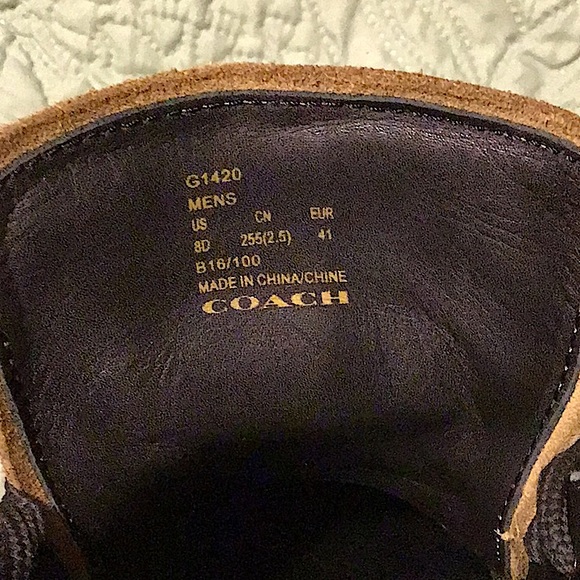 G1420
MENS
US CN EUR
8D 255(2.5) 41
B16/100
MADE IN CHINA/CHINE
COACH